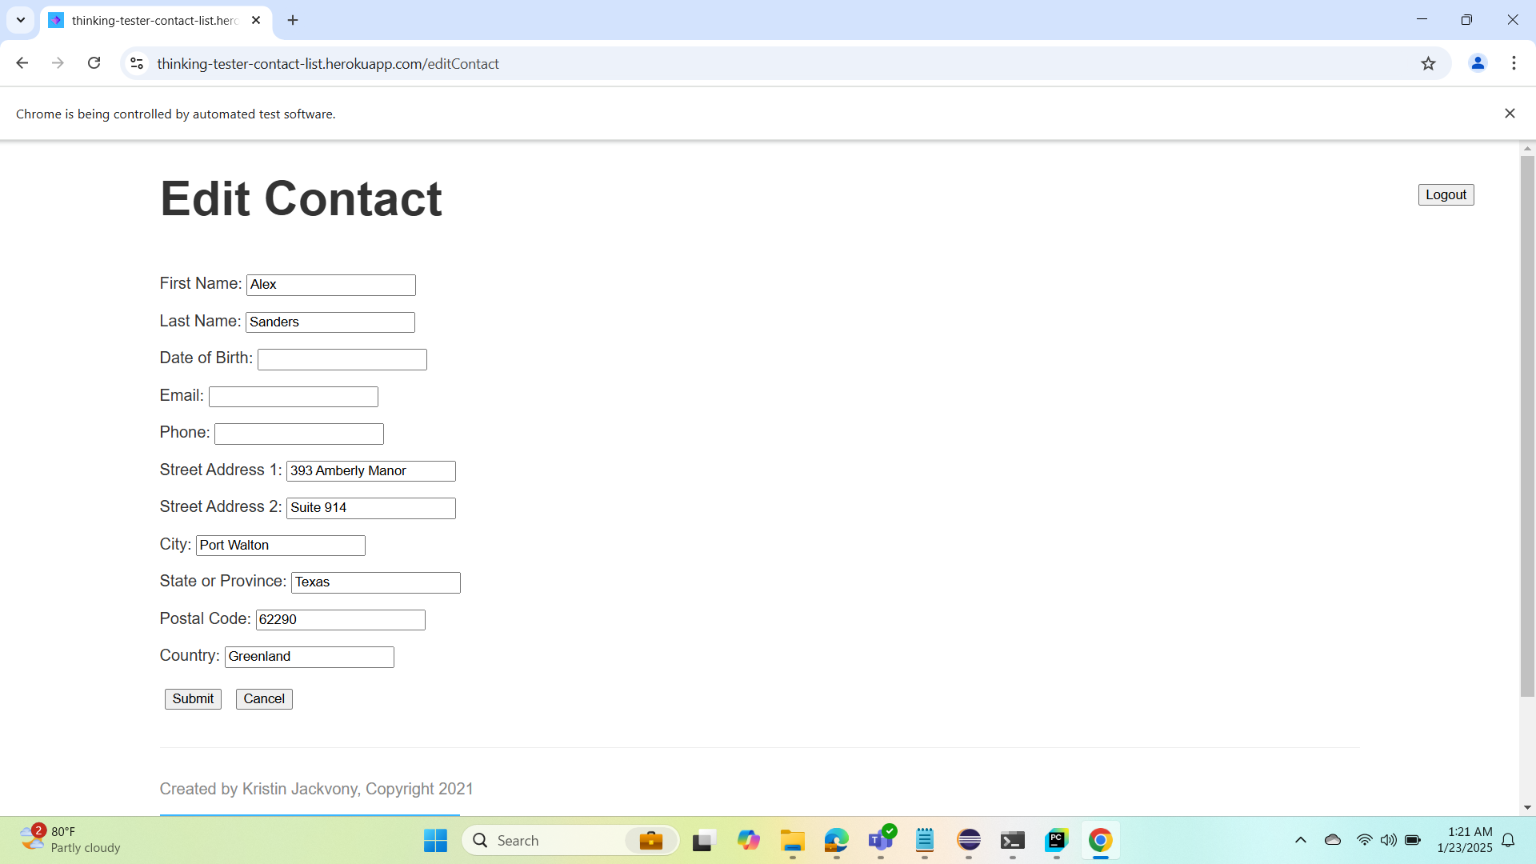 thinking-tester-contact-list.herc
thinking-tester-contact-list.herokuapp.com/editContact
Chrome is being controlled by automated test software.
Edit Contact
Logout
First Name: Alex
Last Name: Sanders
Date of Birth:
Email:
Phone:
Street Address 1: 393 Amberly Manor
Street Address 2: Suite 914
City: Port Walton
State or Province: Texas
Postal Code: 62290
Country: Greenland
Submit Cancel
Created by Kristin Jackvony, Copyright 2021
2
80°F
Partly cloudy
Search
PC
1:21 AM
1/23/2025